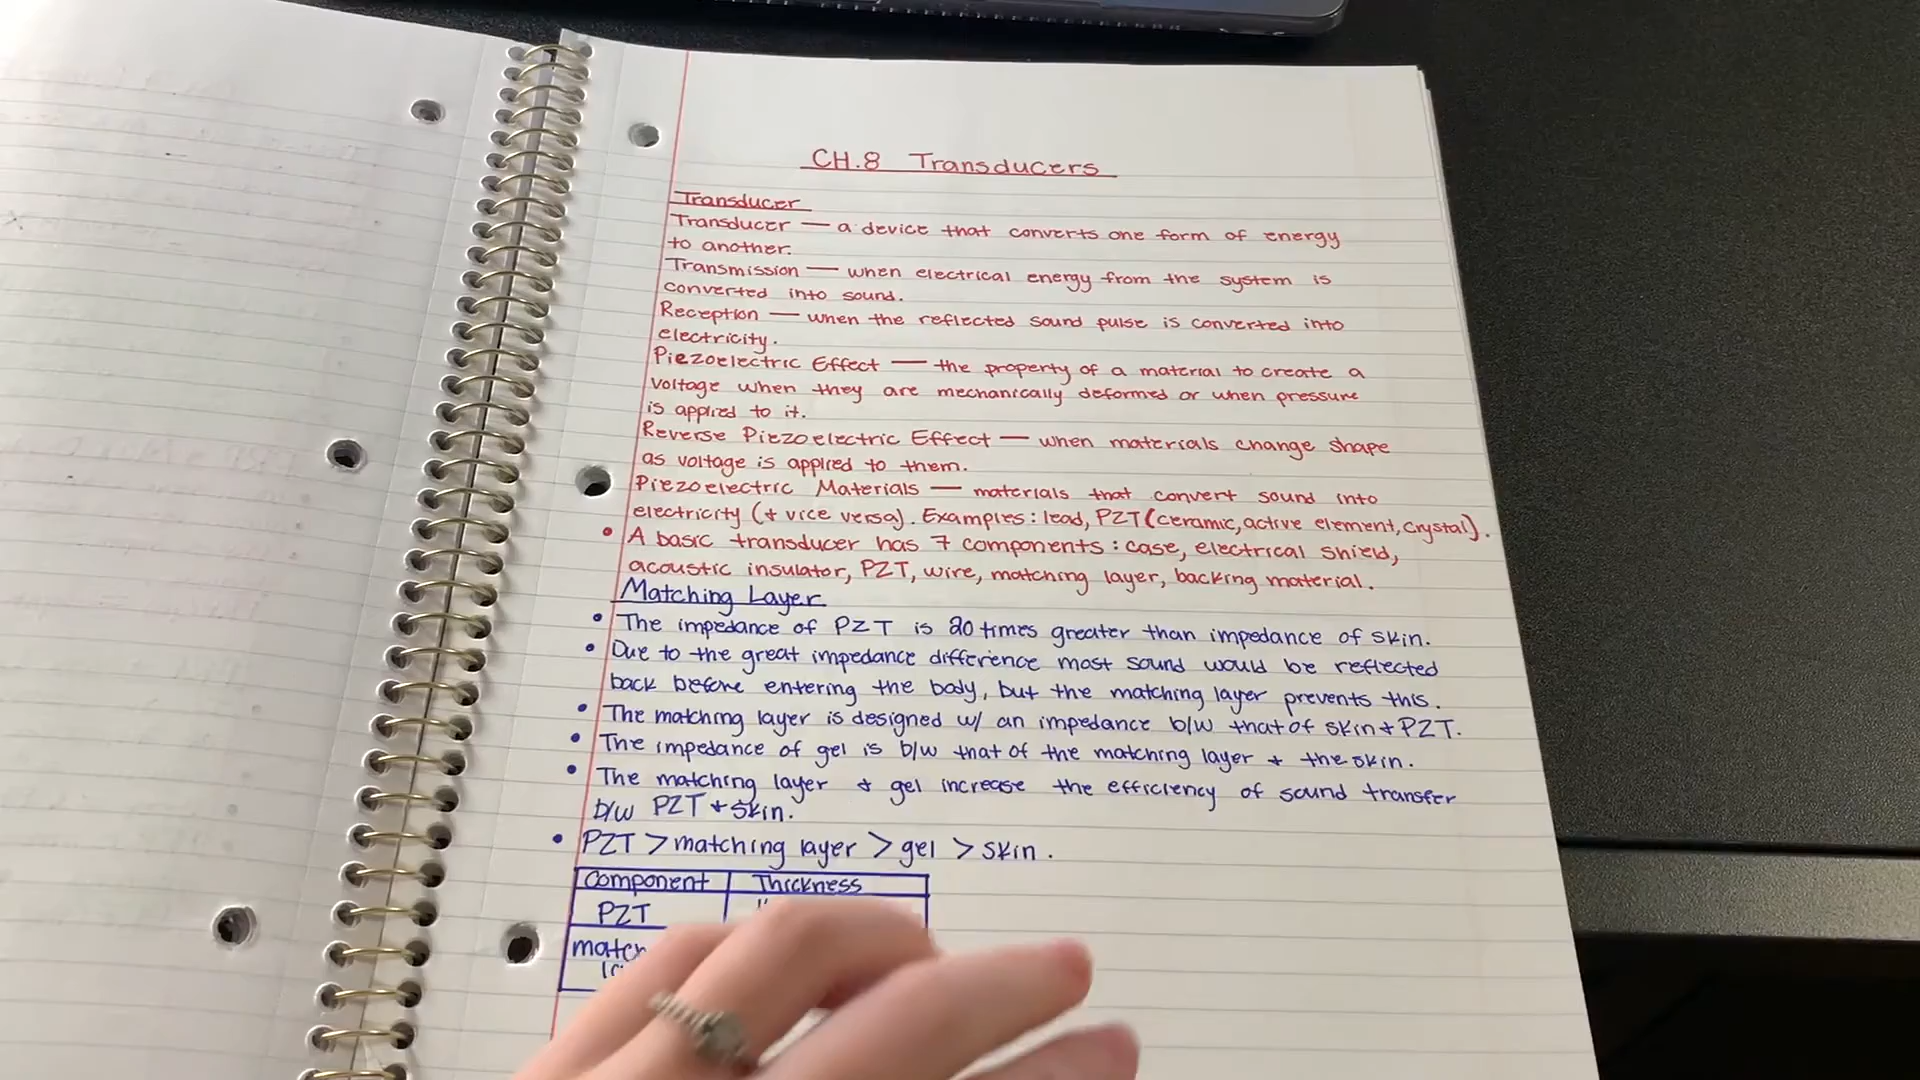 CH.8 Transducers
Transducer
Transducer — a device that converts one form of energy
to another.
Transmission — when electrical energy from the system is
converted into sound.
Reception — when the reflected sound pulse is converted into
electricity.
Piezoelectric Effect — the property of a material to create a
voltage when they are mechanically deformed or when pressure
is applied to it.
Reverse Piezoelectric Effect — when materials change shape
as voltage is applied to them.
Piezoelectric Materials — materials that convert sound into
electricity (+ vice versa). Examples: lead, PZT (ceramic, active element, crystal).
• A basic transducer has 7 components: case, electrical shield,
acoustic insulator, PZT, wire, matching layer, backing material.
Matching Layer
• The impedance of PZT is 20 times greater than impedance of skin.
• Due to the great impedance difference most sound would be reflected
back before entering the body, but the matching layer prevents this.
• The matching layer is designed w/ an impedance b/w that of skin + PZT.
• The impedance of gel is b/w that of the matching layer + the skin.
• The matching layer + gel increase the efficiency of sound transfer
b/w PZT + skin.
• PZT > matching layer > gel > skin.
Component Thickness
PZT